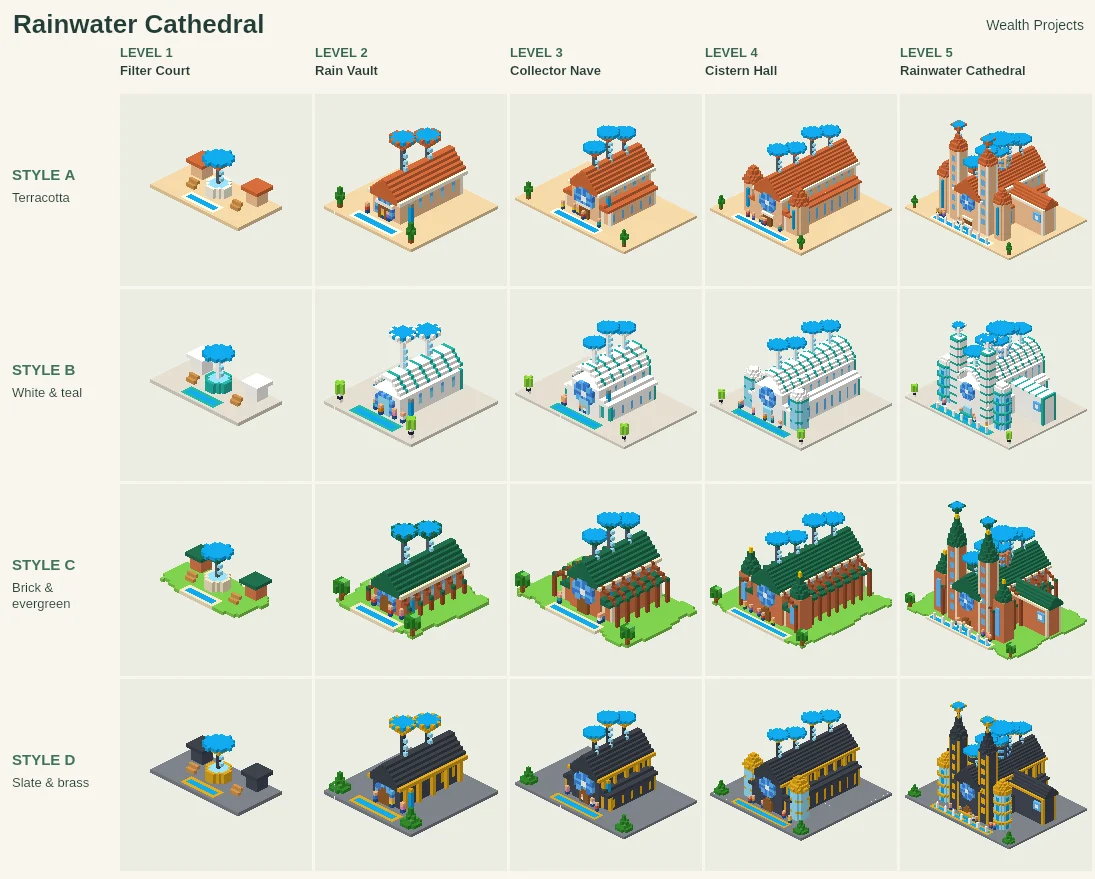 Rainwater Cathedral
Wealth Projects
LEVEL 1
Filter Court
LEVEL 2
Rain Vault
LEVEL 3
Collector Nave
LEVEL 4
Cistern Hall
LEVEL 5
Rainwater Cathedral
STYLE A
Terracotta
STYLE B
White & teal
STYLE C
Brick &
evergreen
STYLE D
Slate & brass